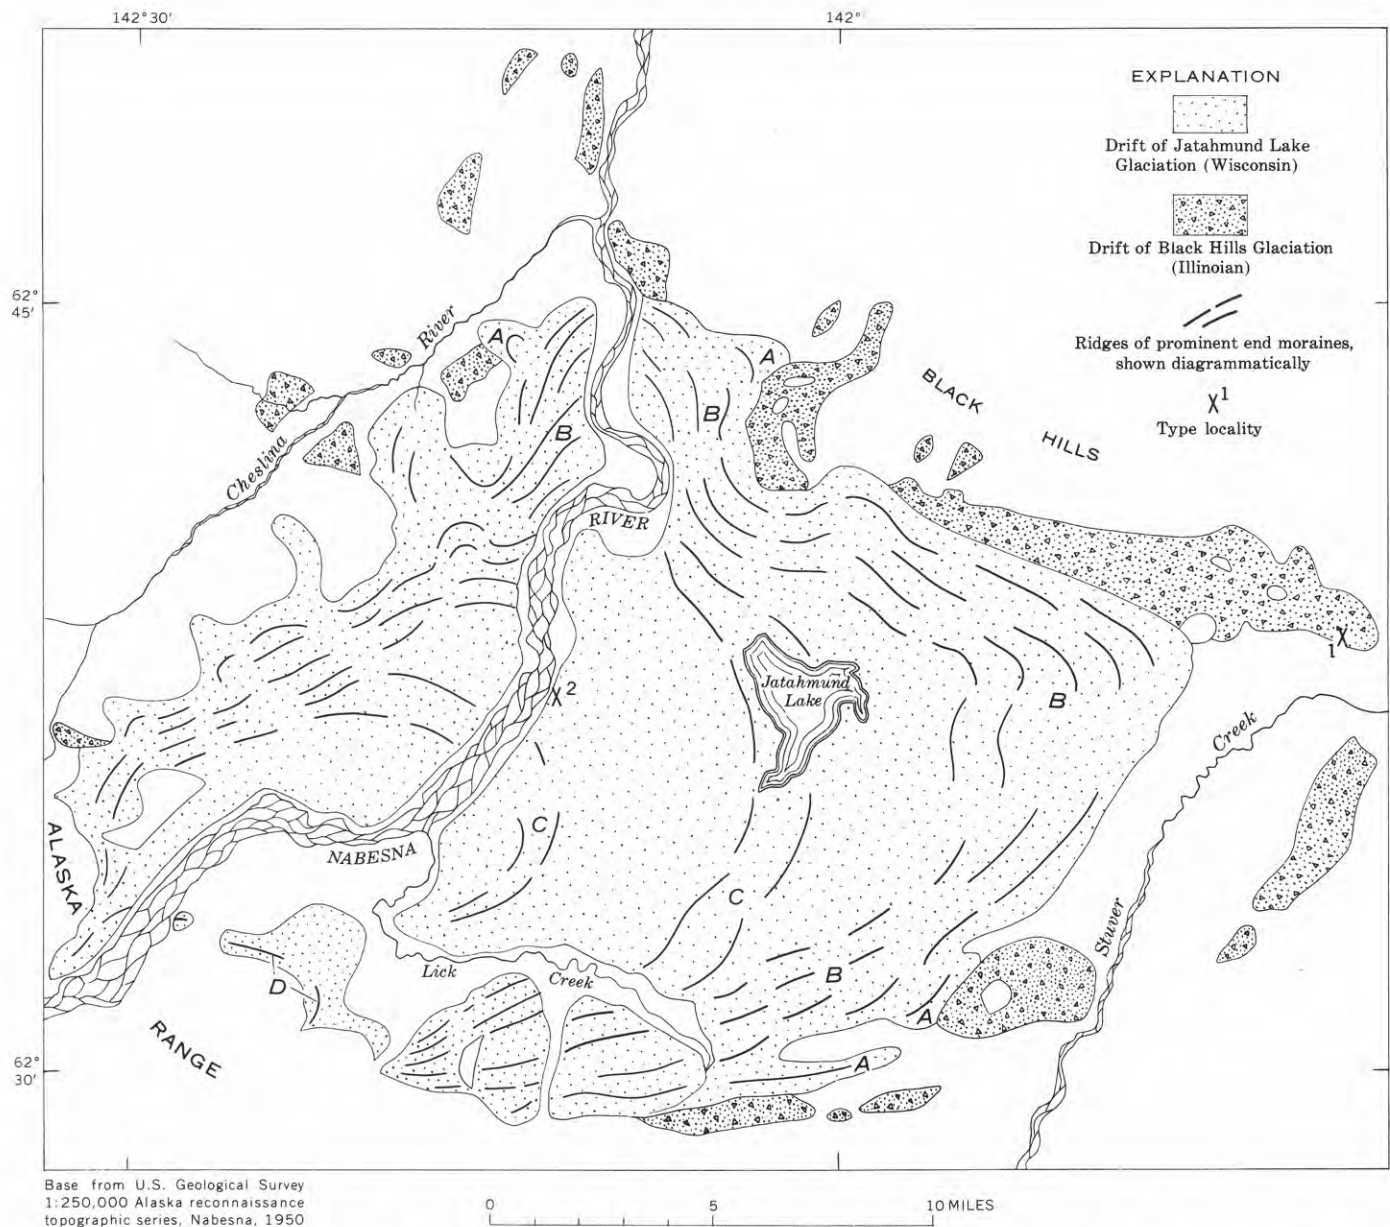 142°30'
142°
EXPLANATION
Drift of Jatahmund Lake
Glaciation (Wisconsin)
Drift of Black Hills Glaciation
(Illinoian)
Ridges of prominent end moraines,
shown diagrammatically
X1
Type locality
62°
45'
River
Cheslina
A
A
BLACK
HILLS
B
B
RIVER
X2
Jatahmund
Lake
B
1X
Creek
C
ALASKA
NABESNA
C
Stuver
Lick
Creek
B
D
A
RANGE
A
62°
30'
Base from U.S. Geological Survey
1:250,000 Alaska reconnaissance
topographic series, Nabesna, 1950
0
5
10 MILES